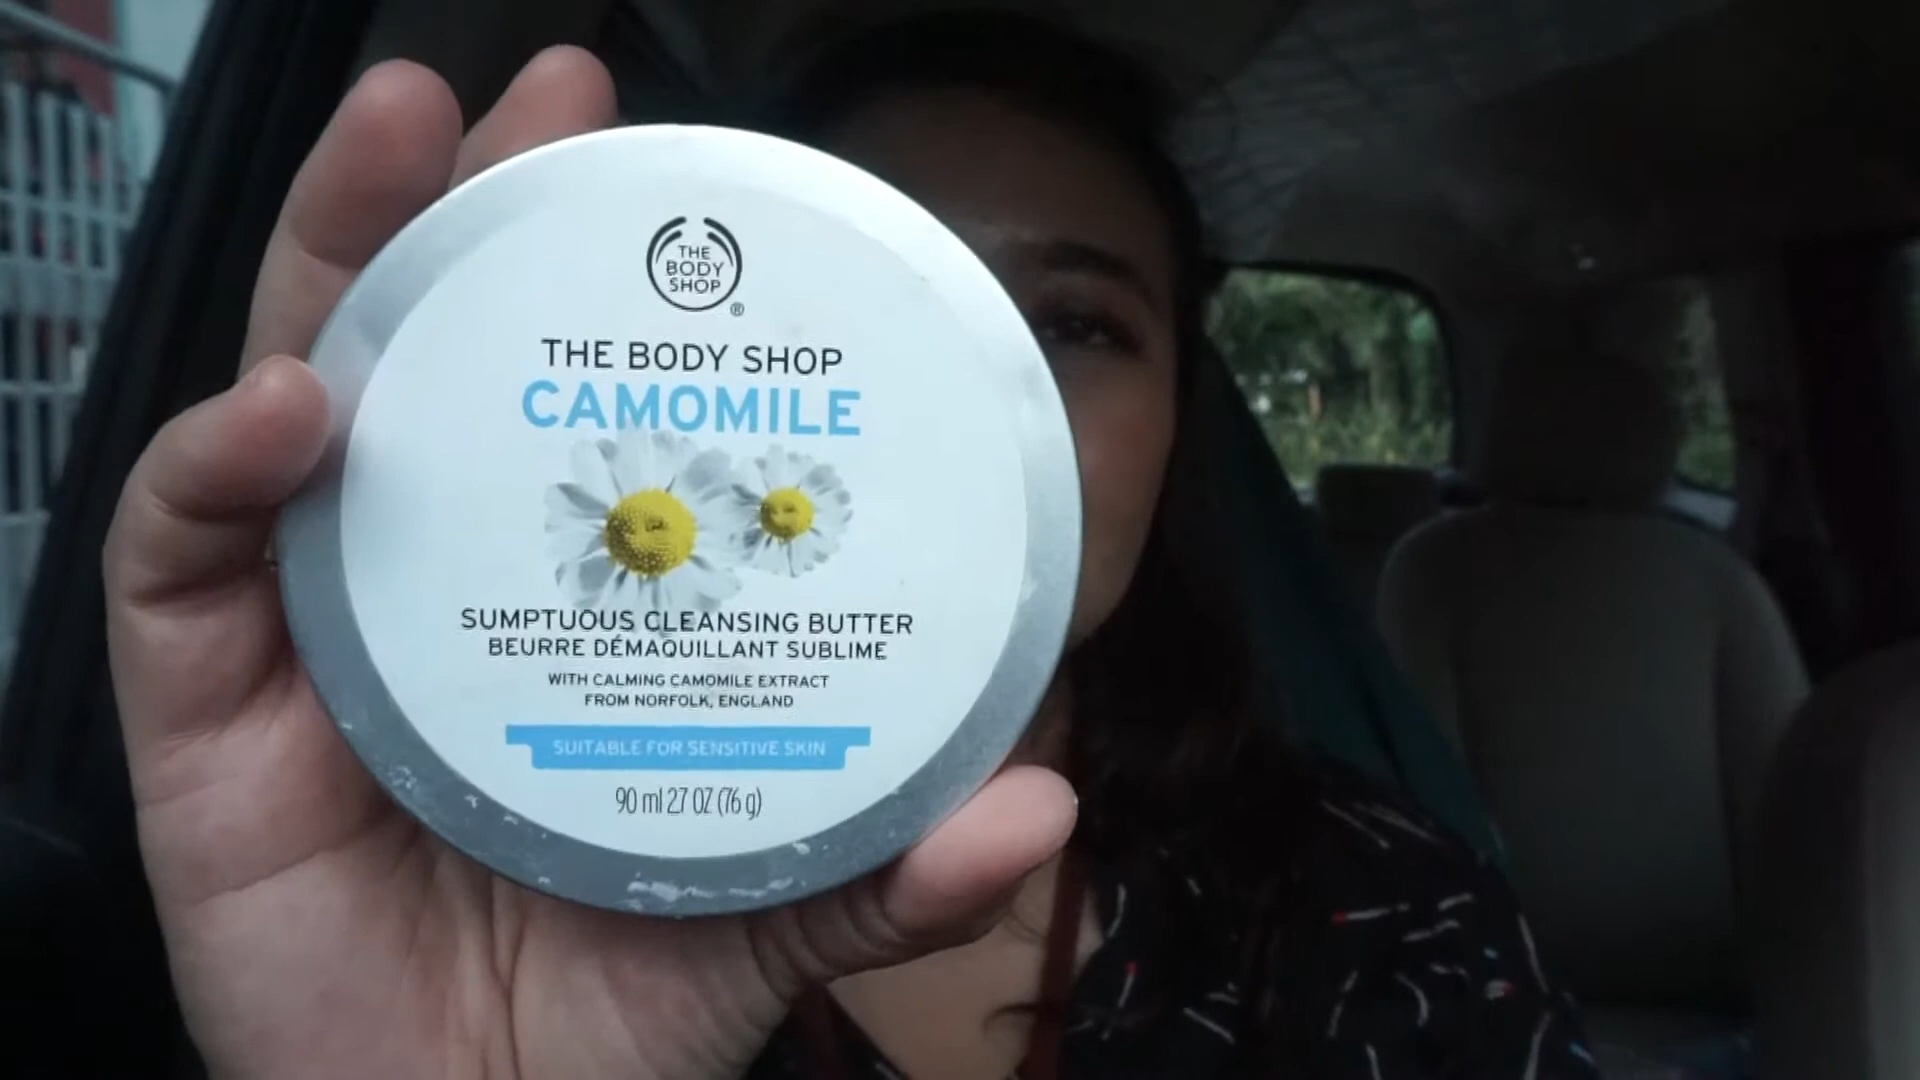 THE
BODY
SHOP
®
THE BODY SHOP
CAMOMILE
SUMPTUOUS CLEANSING BUTTER
BEURRE DÉMAQUILLANT SUBLIME
WITH CALMING CAMOMILE EXTRACT
FROM NORFOLK, ENGLAND
SUITABLE FOR SENSITIVE SKIN
90 ml 2.7 OZ (76 g)